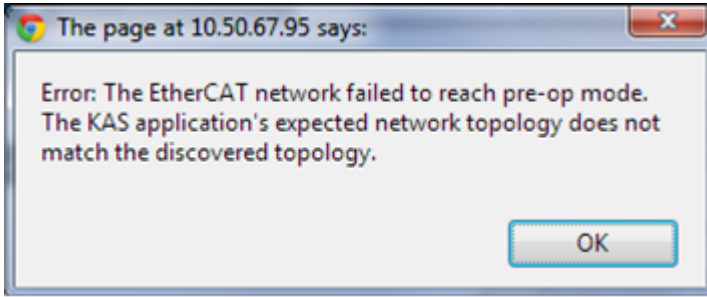 The page at 10.50.67.95 says:
Error: The EtherCAT network failed to reach pre-op mode.
The KAS application's expected network topology does not
match the discovered topology.
OK